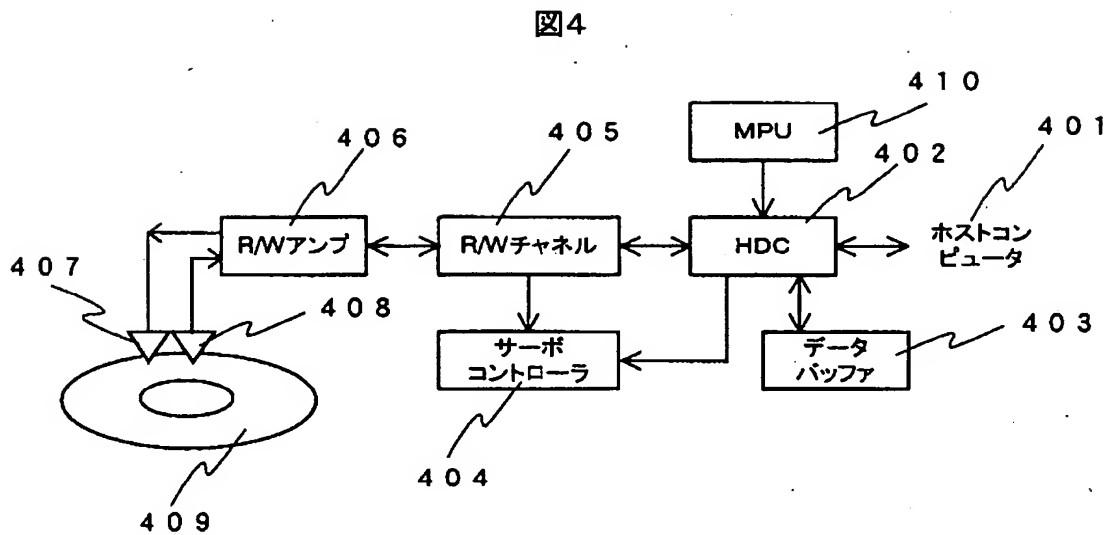 図4
410
MPU
401
406
405
402
R/Wアンプ
R/Wチャネル
HDC
ホストコン
ピュータ
407
408
403
サーボ
コントローラ
データ
バッファ
404
409